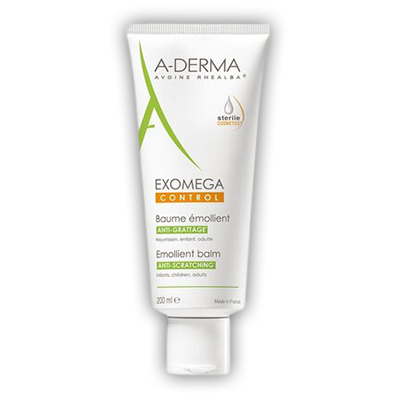 A-DERMA
AVOINE RHEALBA®
sterile
COSMETICS
EXOMEGA
CONTROL
Baume émollient
ANTI-GRATTAGE
Nourrisson, enfant, adulte
Emollient balm
ANTI-SCRATCHING
Infants, children, adults
200 ml ℮
Made in France